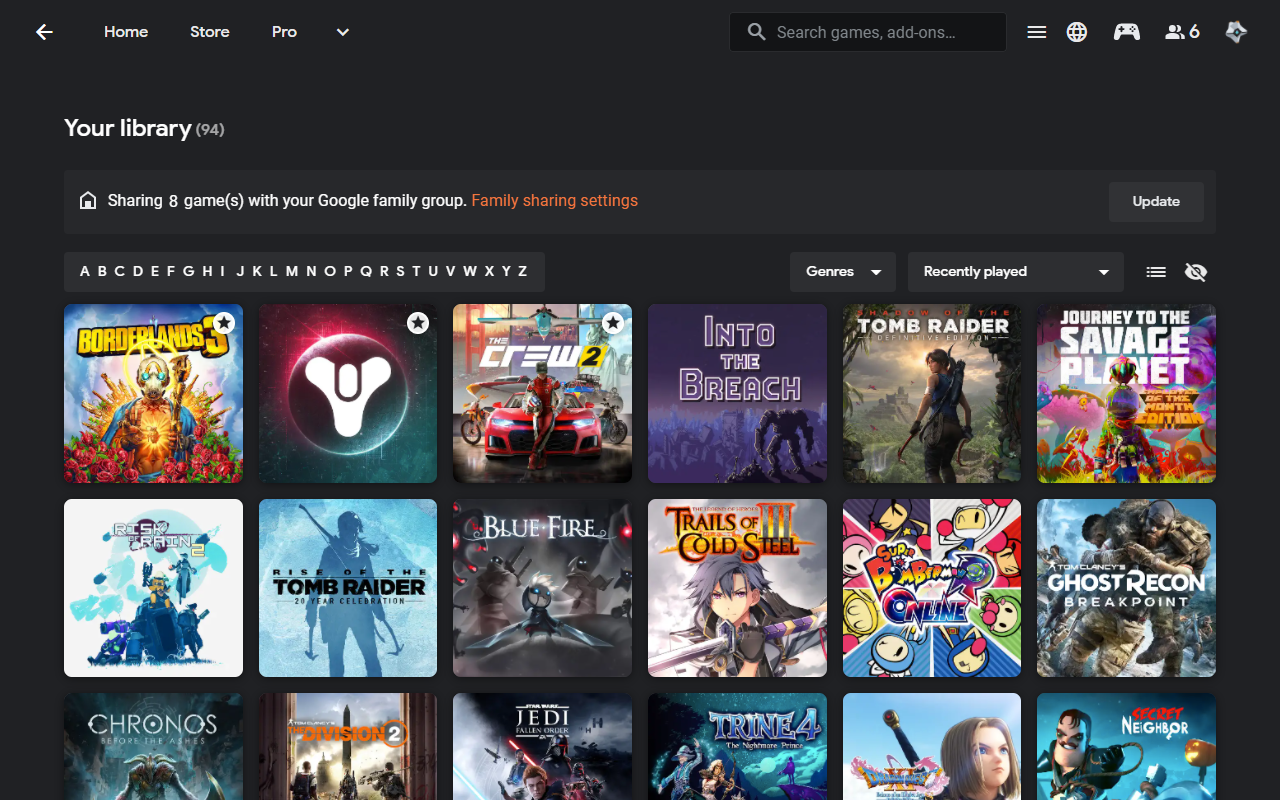 Home Store Pro Search games, add-ons… 6
Your library (94)
Sharing 8 game(s) with your Google family group. Family sharing settings Update
A B C D E F G H I J K L M N O P Q R S T U V W X Y Z Genres Recently played
BORDERLANDS 3
THE CREW 2
INTO THE BREACH
SHADOW OF THE
TOMB RAIDER
DEFINITIVE EDITION
JOURNEY TO THE
SAVAGE
PLANET
EMPLOYEE OF THE MONTH EDITION
RISK OF RAIN 2
RISE OF THE
TOMB RAIDER
20 YEAR CELEBRATION
BLUE FIRE
THE LEGEND OF HEROES
TRAILS OF COLD STEEL III
SUPER BOMBERMAN R ONLINE
TOM CLANCY'S
GHOST RECON
BREAKPOINT
CHRONOS
BEFORE THE ASHES
TOM CLANCY'S
THE DIVISION 2
STAR WARS
JEDI
FALLEN ORDER
TRINE 4
The Nightmare Prince
DRAGON QUEST XI
SECRET NEIGHBOR